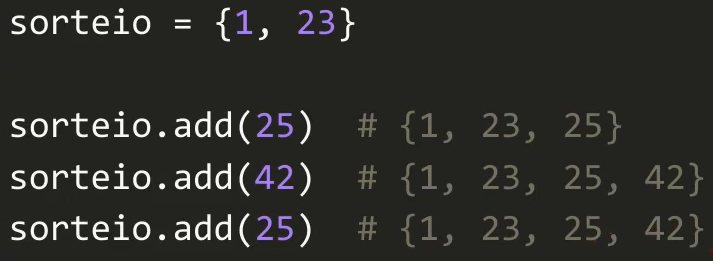 sorteio = {1, 23}
sorteio.add(25)  # {1, 23, 25}
sorteio.add(42)  # {1, 23, 25, 42}
sorteio.add(25)  # {1, 23, 25, 42}